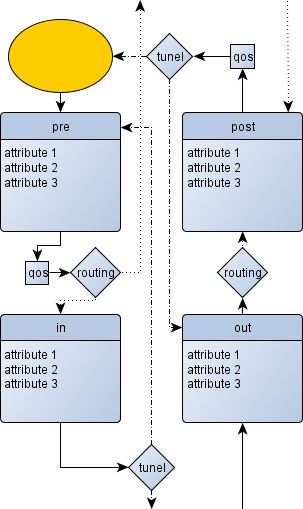 tunel
qos
pre
attribute 1
attribute 2
attribute 3
post
attribute 1
attribute 2
attribute 3
qos
routing
routing
in
attribute 1
attribute 2
attribute 3
out
attribute 1
attribute 2
attribute 3
tunel